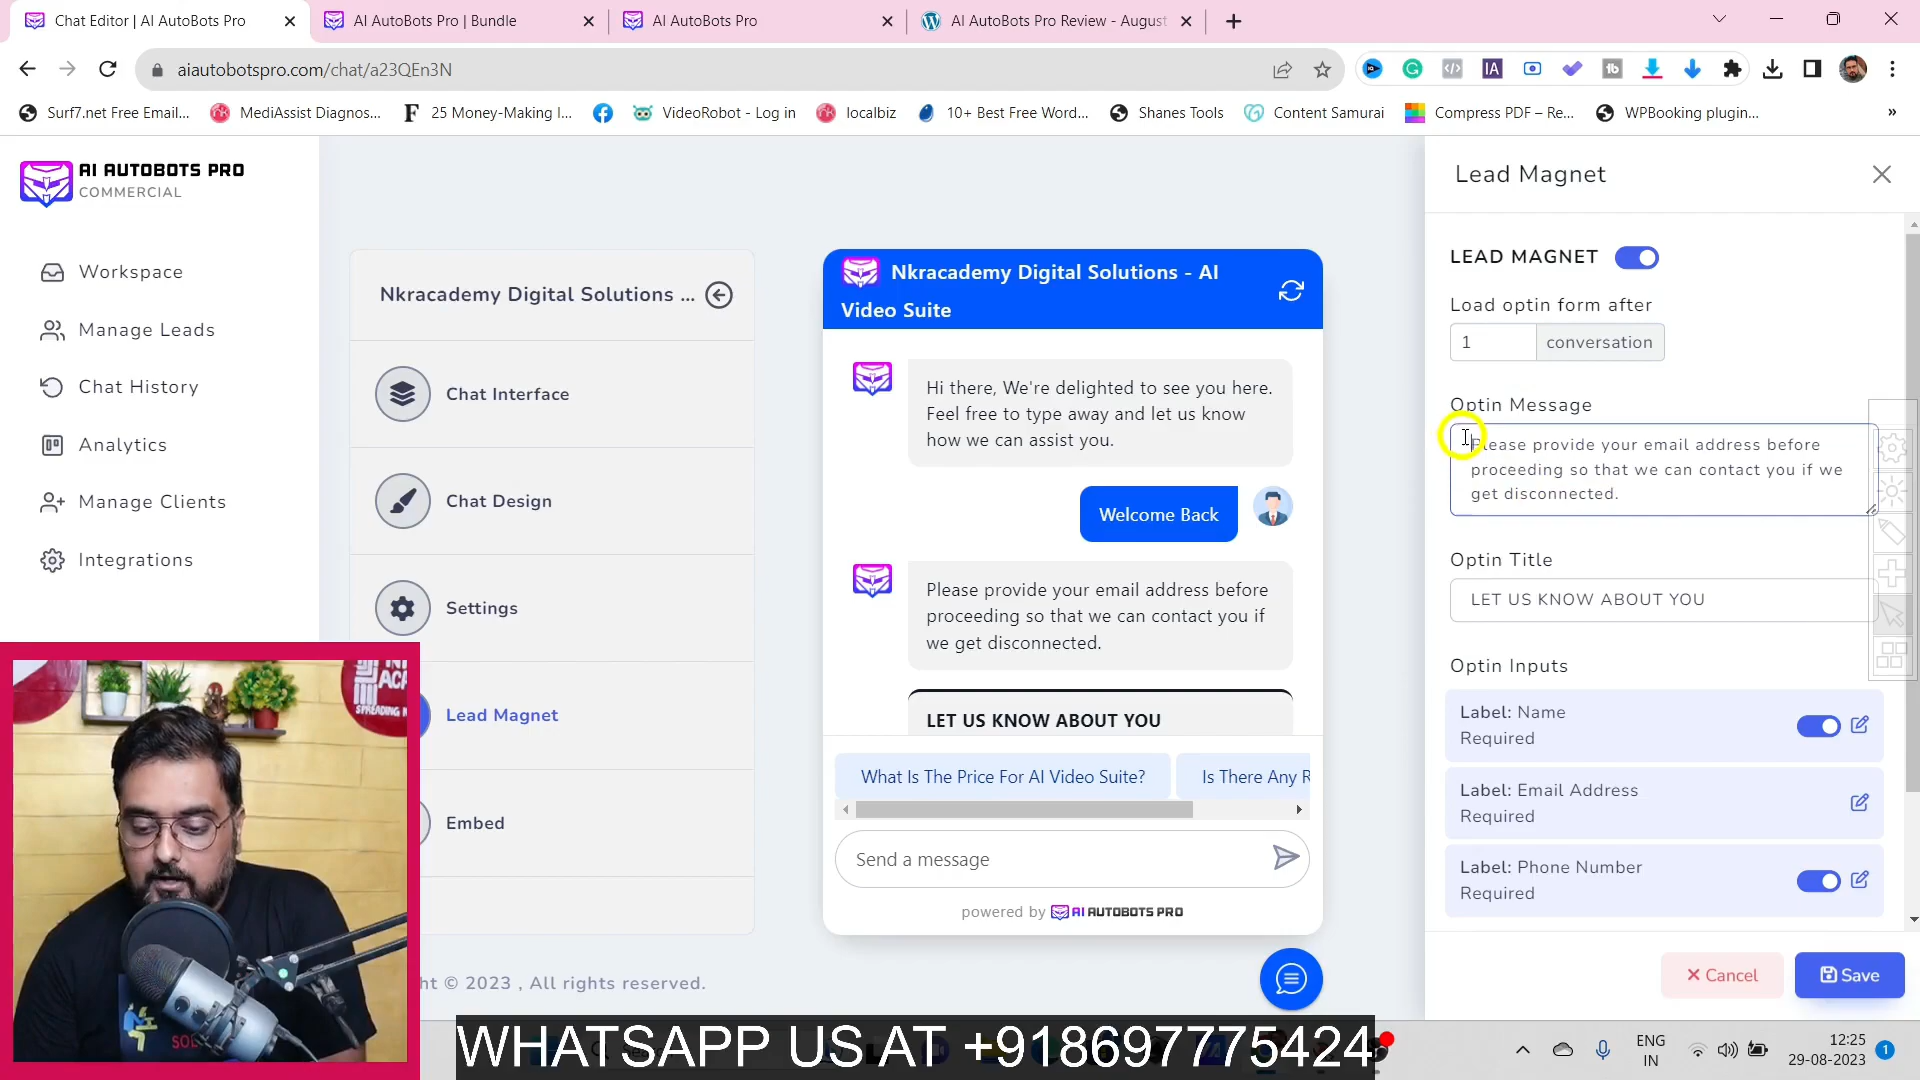 Chat Editor | AI AutoBots Pro
AI AutoBots Pro | Bundle
AI AutoBots Pro
AI AutoBots Pro Review - August
aiautobotspro.com/chat/a23QEn3N
Surf7.net Free Email...
MediAssist Diagnos...
25 Money-Making I...
VideoRobot - Log in
localbiz
10+ Best Free Word...
Shanes Tools
Content Samurai
Compress PDF – Re...
WPBooking plugin...
AI AUTOBOTS PRO
COMMERCIAL
Workspace
Manage Leads
Chat History
Analytics
Manage Clients
Integrations
Nkracademy Digital Solutions ...
Chat Interface
Chat Design
Settings
Lead Magnet
Embed
ht © 2023 , All rights reserved.
Nkracademy Digital Solutions - AI
Video Suite
Hi there, We're delighted to see you here.
Feel free to type away and let us know
how we can assist you.
Welcome Back
Please provide your email address before
proceeding so that we can contact you if
we get disconnected.
LET US KNOW ABOUT YOU
What Is The Price For AI Video Suite?
Is There Any R
Send a message
powered by AI AUTOBOTS PRO
Lead Magnet
LEAD MAGNET
Load optin form after
1 conversation
Optin Message
Please provide your email address before
proceeding so that we can contact you if we
get disconnected.
Optin Title
LET US KNOW ABOUT YOU
Optin Inputs
Label: Name
Required
Label: Email Address
Required
Label: Phone Number
Required
Cancel
Save
WHATSAPP US AT +918697775424
ENG
IN
12:25
29-08-2023
1